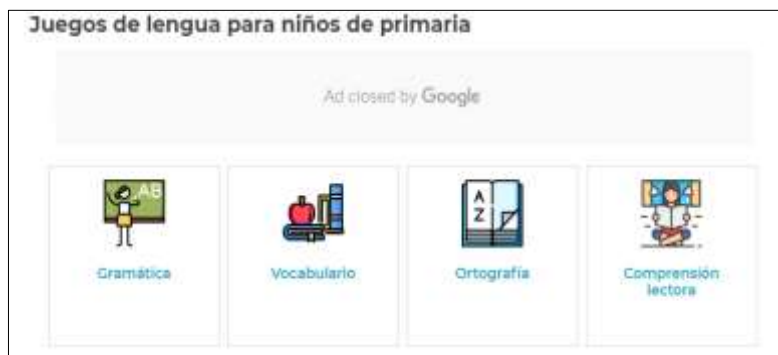 Juegos de lengua para niños de primaria
Ad closed by Google
AB
A
Z
Gramática
Vocabulario
Ortografía
Comprensión
lectora